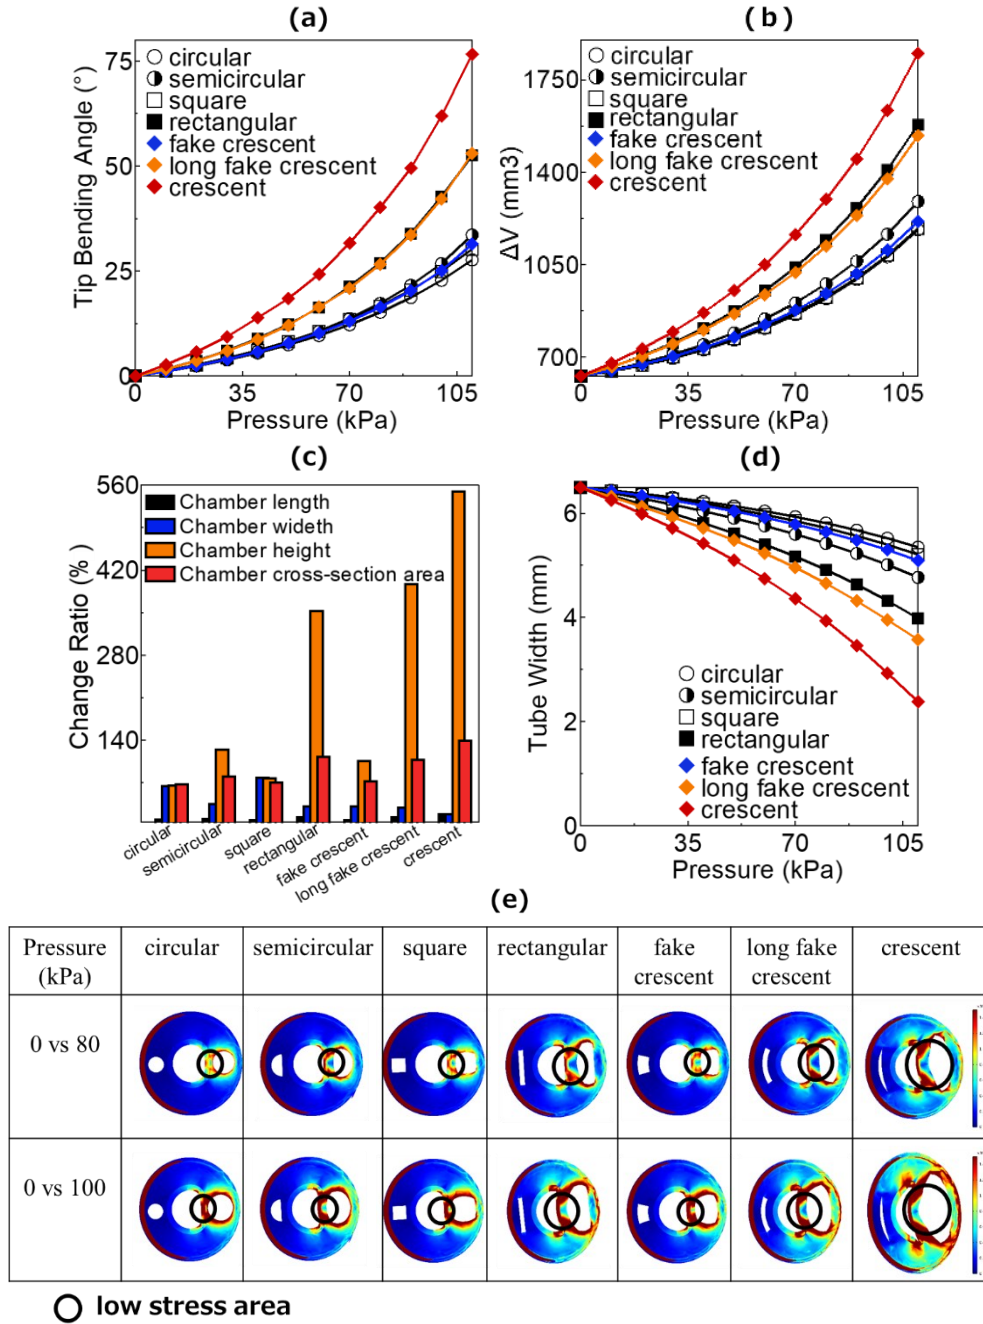 (a)
Tip Bending Angle (°)
75
50
25
0
circular
semicircular
square
rectangular
fake crescent
long fake crescent
crescent
0 35 70 105
Pressure (kPa)
(b)
ΔV (mm3)
1750
1400
1050
700
circular
semicircular
square
rectangular
fake crescent
long fake crescent
crescent
0 35 70 105
Pressure (kPa)
(c)
Change Ratio (%)
560
420
280
140
Chamber length
Chamber wideth
Chamber height
Chamber cross-section area
circular
semicircular
square
rectangular
fake crescent
long fake crescent
crescent
(d)
Tube Width (mm)
6
4
2
0
circular
semicircular
square
rectangular
fake crescent
long fake crescent
crescent
0 35 70 105
Pressure (kPa)
(e)
Pressure (kPa) circular semicircular square rectangular fake crescent long fake crescent crescent
0 vs 80
0 vs 100
low stress area